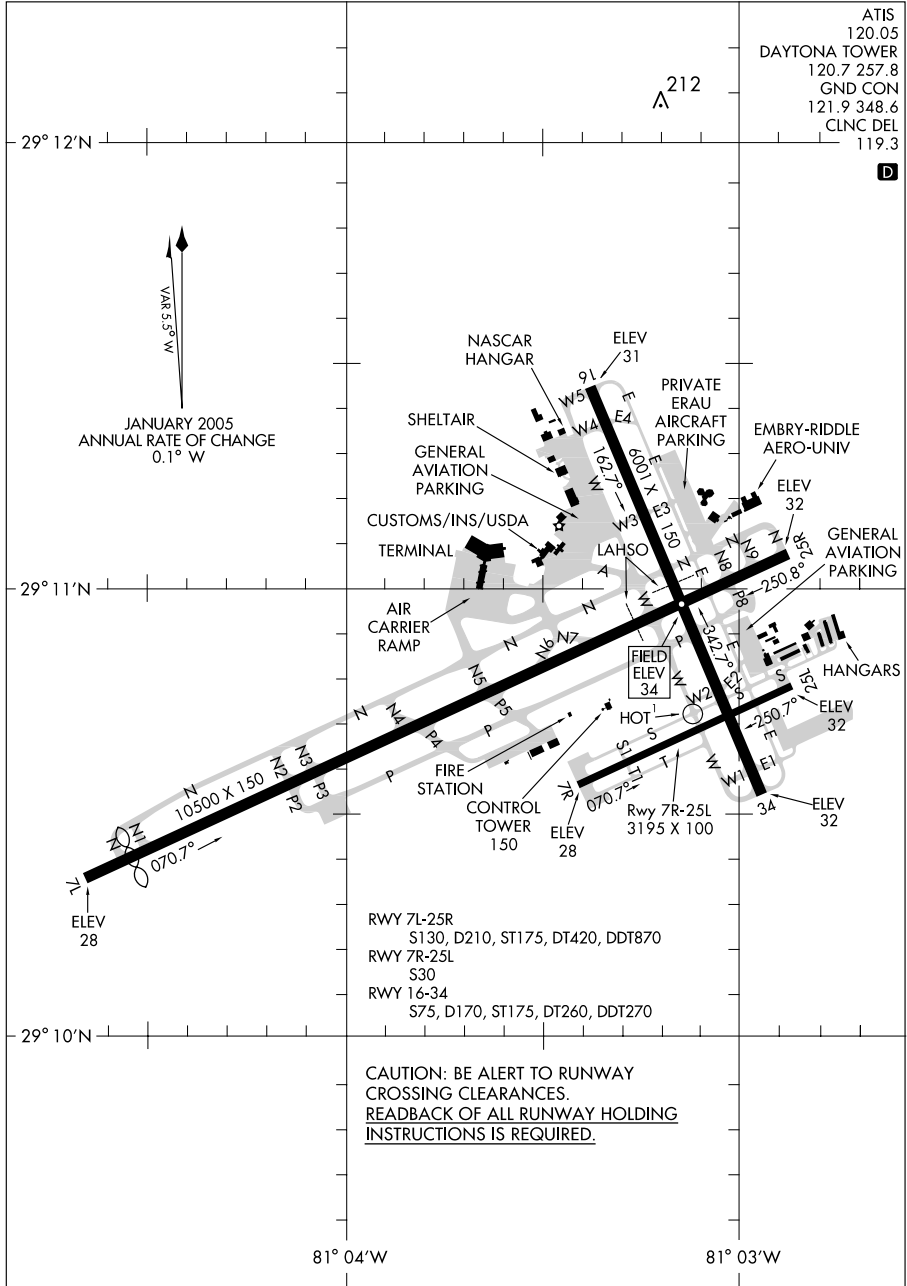 ATIS
120.05
DAYTONA TOWER
120.7 257.8
GND CON
121.9 348.6
CLNC DEL
119.3
D
212
29° 12'N
VAR 5.5° W
JANUARY 2005
ANNUAL RATE OF CHANGE
0.1° W
NASCAR
HANGAR
ELEV
31
16
W5
E
PRIVATE
ERAU
AIRCRAFT
PARKING
SHELTAIR
W4
E4
EMBRY-RIDDLE
AERO-UNIV
GENERAL
AVIATION
PARKING
162.7°
6001 X 150
E
W
E3
W3
ELEV
32
CUSTOMS/INS/USDA
TERMINAL
LAHSO
GENERAL
AVIATION
PARKING
N
N9
N
N8
25R
29° 11'N
A
N
E
W
P8
250.8°
AIR
CARRIER
RAMP
N
N
N6
N7
FIELD
ELEV
34
P
342.7°
E
HANGARS
N5
P5
W
W2
E2
S
S
25L
HOT 1
ELEV
32
250.7°
N
N4
P4
P
S
FIRE
STATION
CONTROL
TOWER
150
S1
T1
T
W
W1
E1
E
N3
N2
P3
P2
P
N
10500 X 150
7R
070.7°
Rwy 7R-25L
3195 X 100
34
ELEV
32
ELEV
28
N
N1
070.7°
7L
ELEV
28
RWY 7L-25R
S130, D210, ST175, DT420, DDT870
RWY 7R-25L
S30
RWY 16-34
S75, D170, ST175, DT260, DDT270
29° 10'N
CAUTION: BE ALERT TO RUNWAY
CROSSING CLEARANCES.
READBACK OF ALL RUNWAY HOLDING
INSTRUCTIONS IS REQUIRED.
81° 04'W
81° 03'W